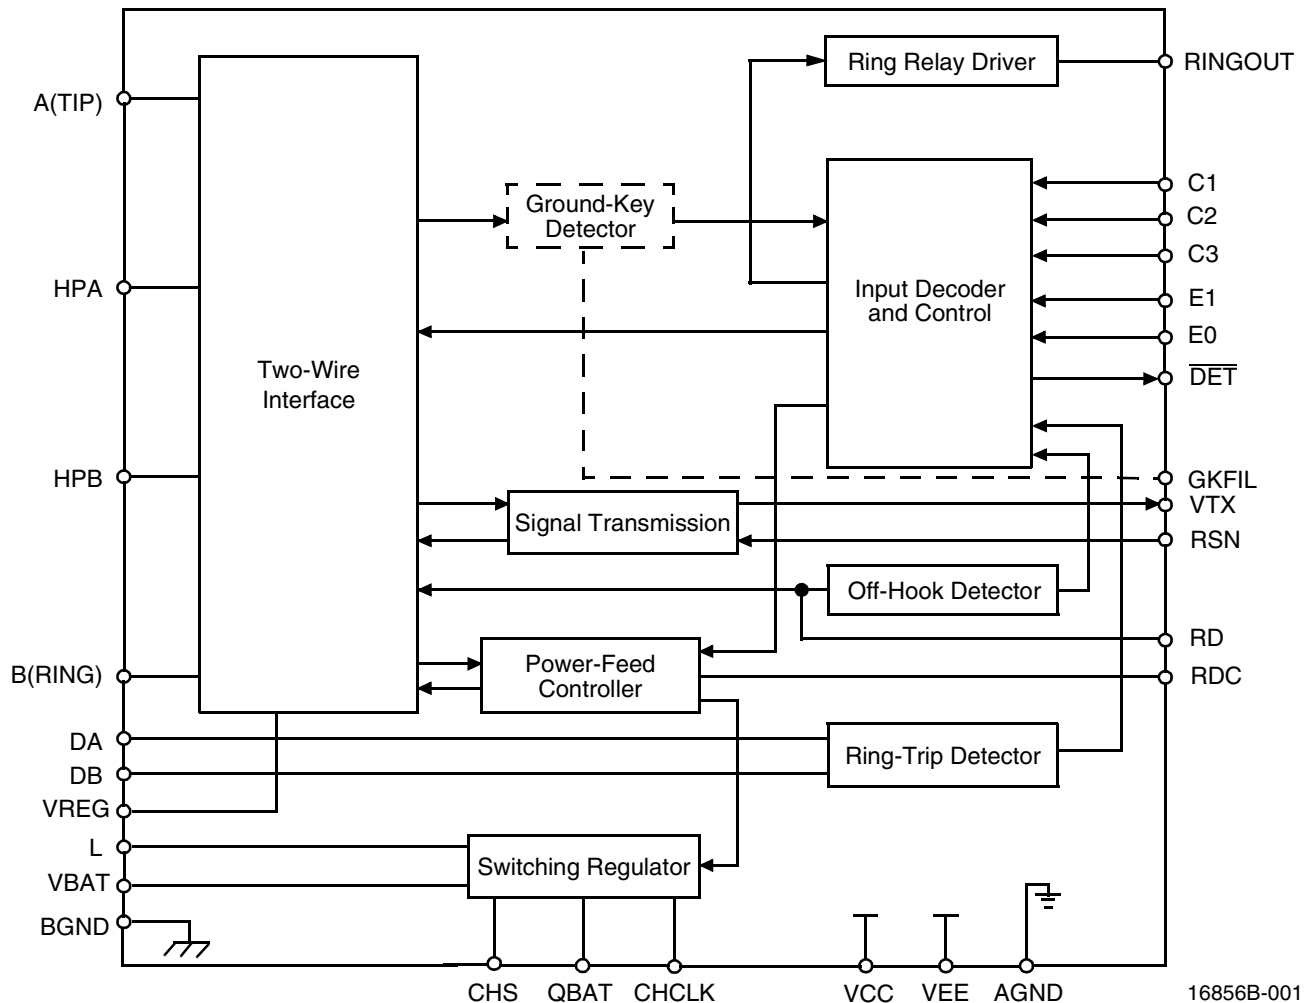 Ring Relay Driver
RINGOUT
A(TIP)
C1
Ground-Key
Detector
C2
C3
HPA
Input Decoder
and Control
E1
E0
Two-Wire
Interface
DET
HPB
GKFIL
VTX
Signal Transmission
RSN
Off-Hook Detector
RD
B(RING)
Power-Feed
Controller
RDC
DA
DB
Ring-Trip Detector
VREG
L
Switching Regulator
VBAT
BGND
CHS
QBAT
CHCLK
VCC
VEE
AGND
16856B-001